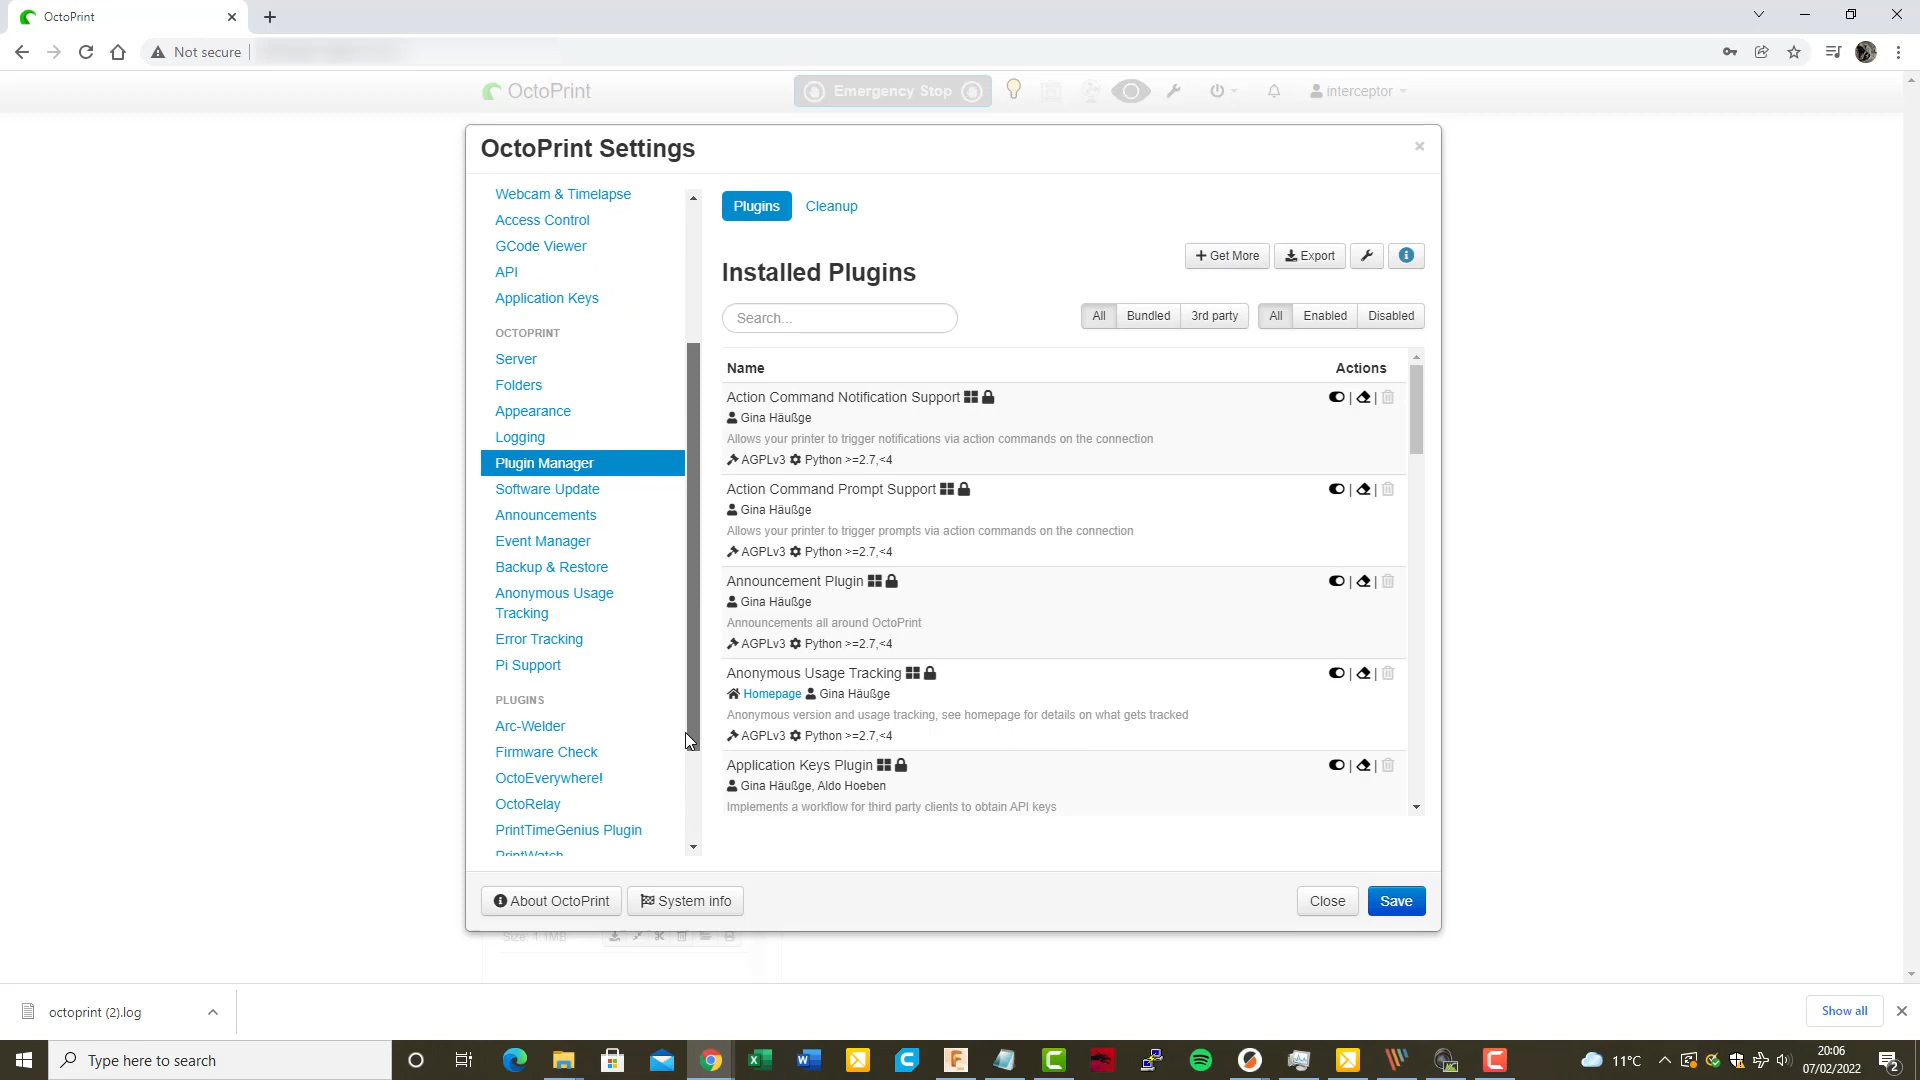 OctoPrint
Not secure
OctoPrint
Emergency Stop
interceptor
OctoPrint Settings
Webcam & Timelapse
Access Control
GCode Viewer
API
Application Keys
OCTOPRINT
Server
Folders
Appearance
Logging
Plugin Manager
Software Update
Announcements
Event Manager
Backup & Restore
Anonymous Usage
Tracking
Error Tracking
Pi Support
PLUGINS
Arc-Welder
Firmware Check
OctoEverywhere!
OctoRelay
PrintTimeGenius Plugin
PrintWatch
Plugins
Cleanup
Get More
Export
Installed Plugins
Search...
All
Bundled
3rd party
All
Enabled
Disabled
Name
Actions
Action Command Notification Support
Gina Häußge
Allows your printer to trigger notifications via action commands on the connection
AGPLv3 Python >=2.7,<4
Action Command Prompt Support
Gina Häußge
Allows your printer to trigger prompts via action commands on the connection
AGPLv3 Python >=2.7,<4
Announcement Plugin
Gina Häußge
Announcements all around OctoPrint
AGPLv3 Python >=2.7,<4
Anonymous Usage Tracking
Homepage Gina Häußge
Anonymous version and usage tracking, see homepage for details on what gets tracked
AGPLv3 Python >=2.7,<4
Application Keys Plugin
Gina Häußge, Aldo Hoeben
Implements a workflow for third party clients to obtain API keys
About OctoPrint
System info
Close
Save
Size: 1.1MB
octoprint (2).log
Show all
Type here to search
11°C
20:06
07/02/2022
2